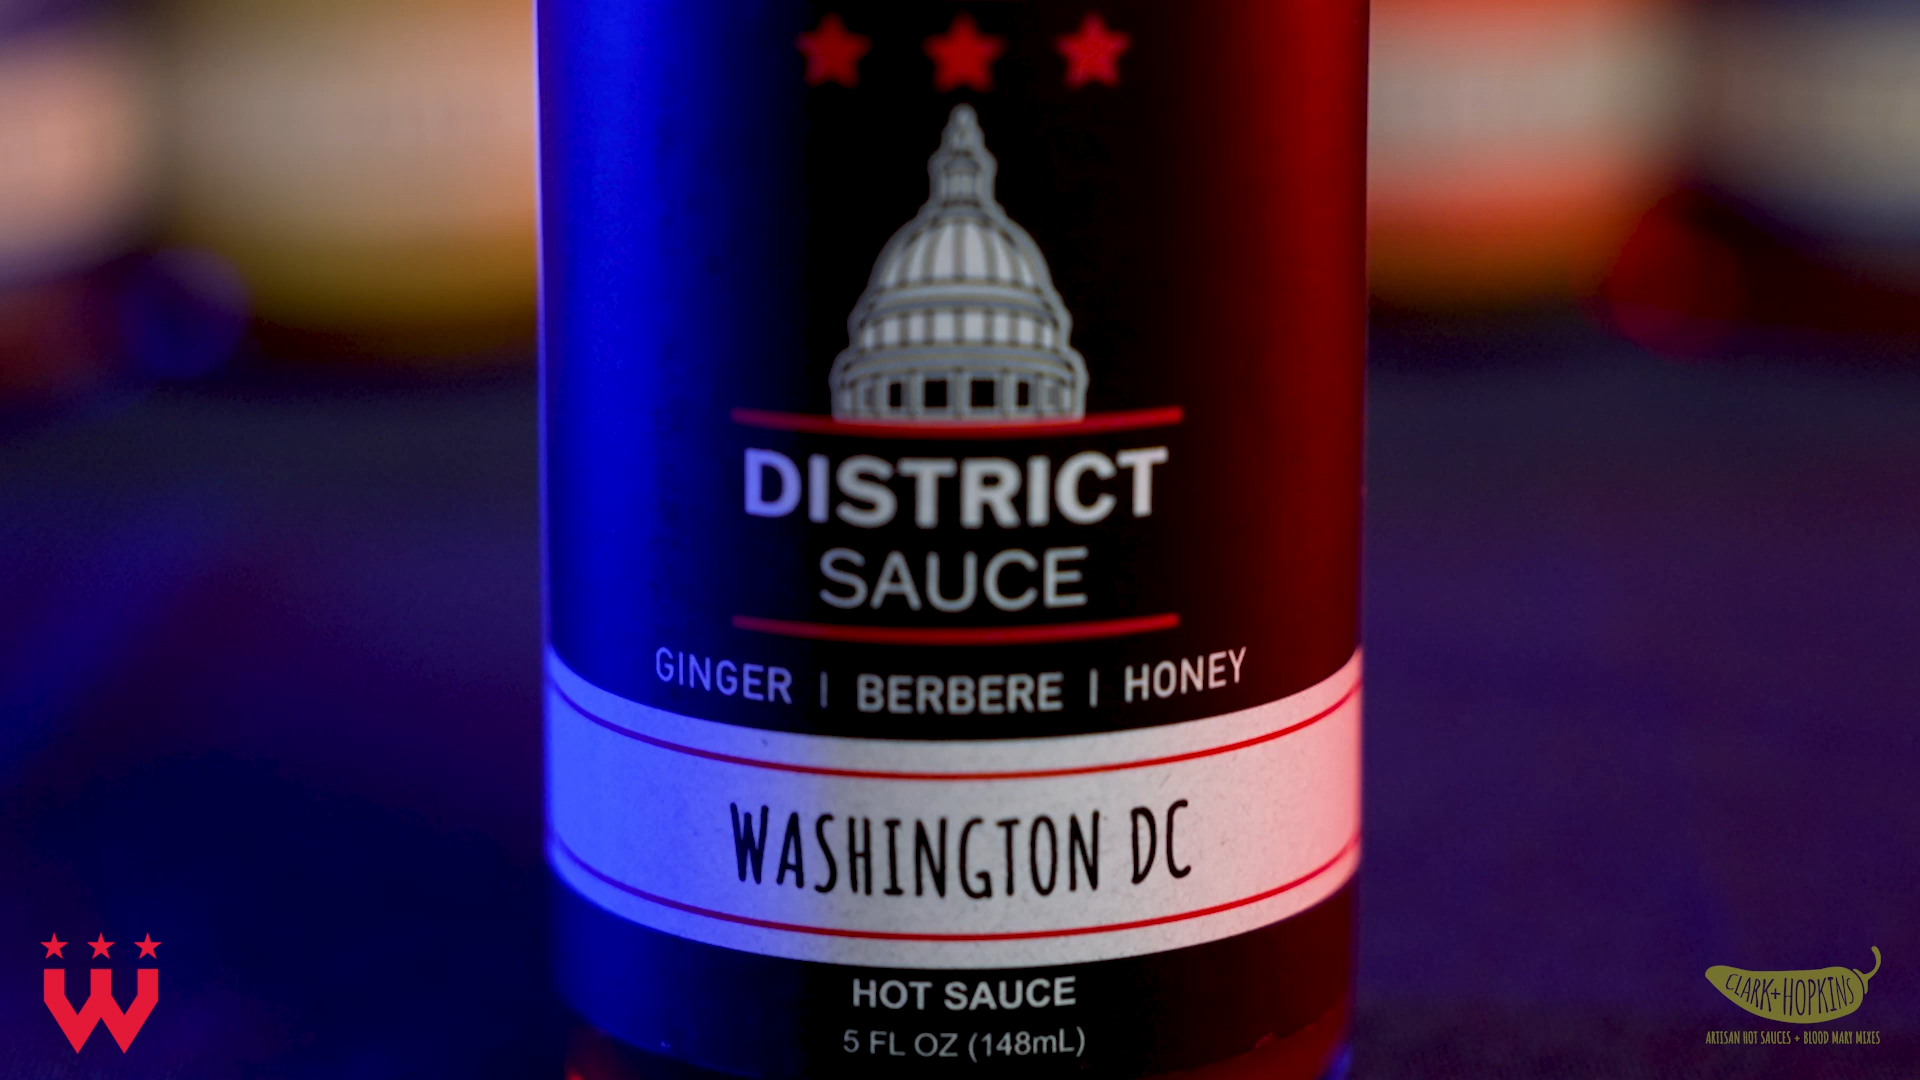 DISTRICT
SAUCE
GINGER | BERBERE | HONEY
WASHINGTON DC
HOT SAUCE
5 FL OZ (148mL)
W
CLARK+HOPKINS
ARTISAN HOT SAUCES + BLOOD MARY MIXES